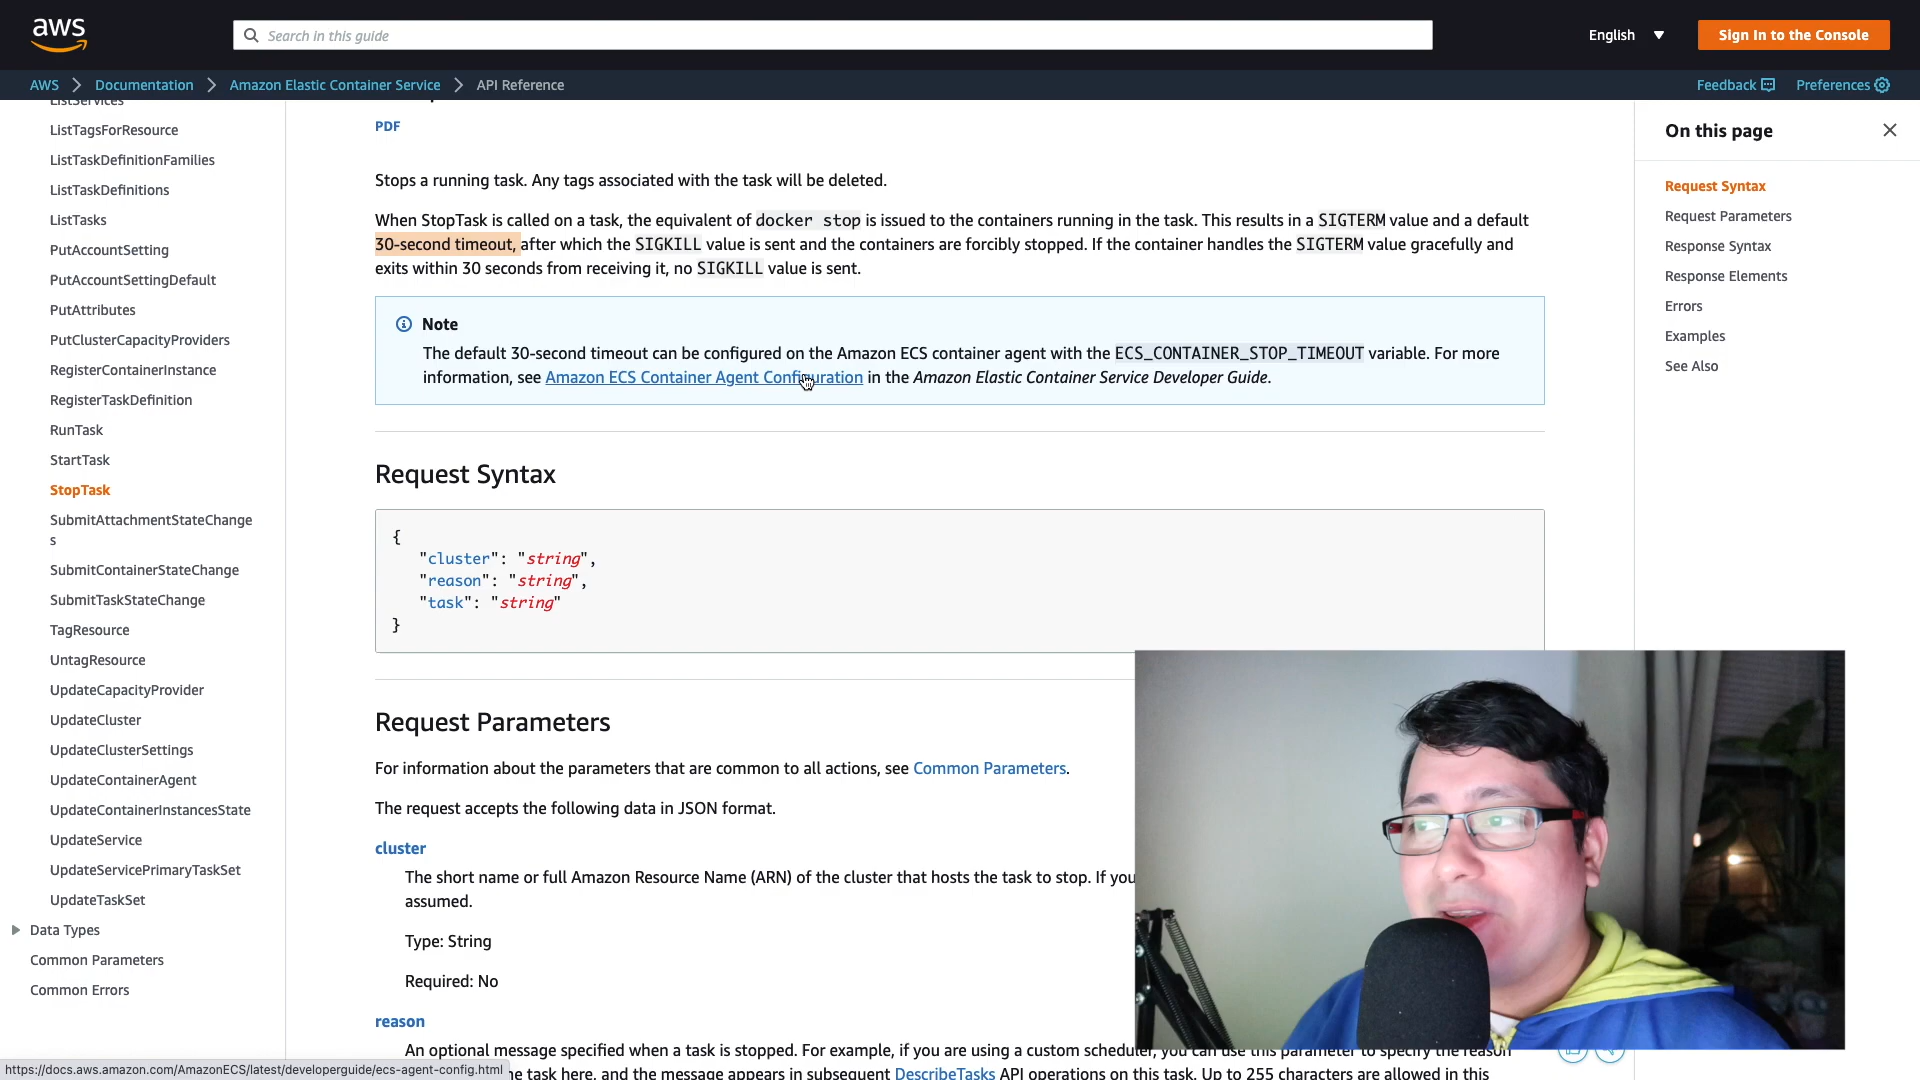 aws
Search in this guide
English
Sign In to the Console
AWS > Documentation > Amazon Elastic Container Service > API Reference
Feedback
Preferences
ListServices
ListTagsForResource
ListTaskDefinitionFamilies
ListTaskDefinitions
ListTasks
PutAccountSetting
PutAccountSettingDefault
PutAttributes
PutClusterCapacityProviders
RegisterContainerInstance
RegisterTaskDefinition
RunTask
StartTask
StopTask
SubmitAttachmentStateChange
s
SubmitContainerStateChange
SubmitTaskStateChange
TagResource
UntagResource
UpdateCapacityProvider
UpdateCluster
UpdateClusterSettings
UpdateContainerAgent
UpdateContainerInstancesState
UpdateService
UpdateServicePrimaryTaskSet
UpdateTaskSet
Data Types
Common Parameters
Common Errors
PDF
Stops a running task. Any tags associated with the task will be deleted.
When StopTask is called on a task, the equivalent of docker stop is issued to the containers running in the task. This results in a SIGTERM value and a default
30-second timeout, after which the SIGKILL value is sent and the containers are forcibly stopped. If the container handles the SIGTERM value gracefully and
exits within 30 seconds from receiving it, no SIGKILL value is sent.
Note
The default 30-second timeout can be configured on the Amazon ECS container agent with the ECS_CONTAINER_STOP_TIMEOUT variable. For more
information, see Amazon ECS Container Agent Configuration in the Amazon Elastic Container Service Developer Guide.
Request Syntax
{
"cluster": "string",
"reason": "string",
"task": "string"
}
Request Parameters
For information about the parameters that are common to all actions, see Common Parameters.
The request accepts the following data in JSON format.
cluster
The short name or full Amazon Resource Name (ARN) of the cluster that hosts the task to stop. If you
assumed.
Type: String
Required: No
reason
An optional message specified when a task is stopped. For example, if you are using a custom scheduler, you can use this parameter to specify the reason
the task here, and the message appears in subsequent DescribeTasks API operations on this task. Up to 255 characters are allowed in this
On this page
Request Syntax
Request Parameters
Response Syntax
Response Elements
Errors
Examples
See Also
https://docs.aws.amazon.com/AmazonECS/latest/developerguide/ecs-agent-config.html